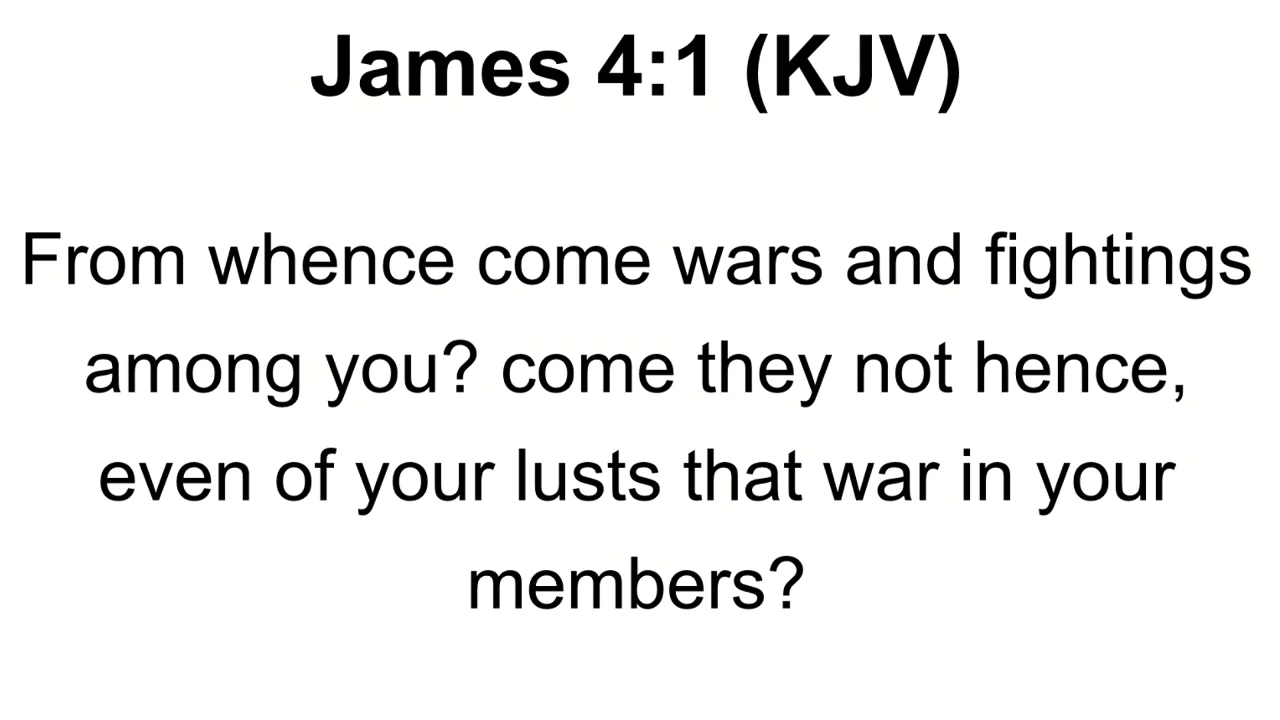 James 4:1 (KJV)
From whence come wars and fightings
among you? come they not hence,
even of your lusts that war in your
members?